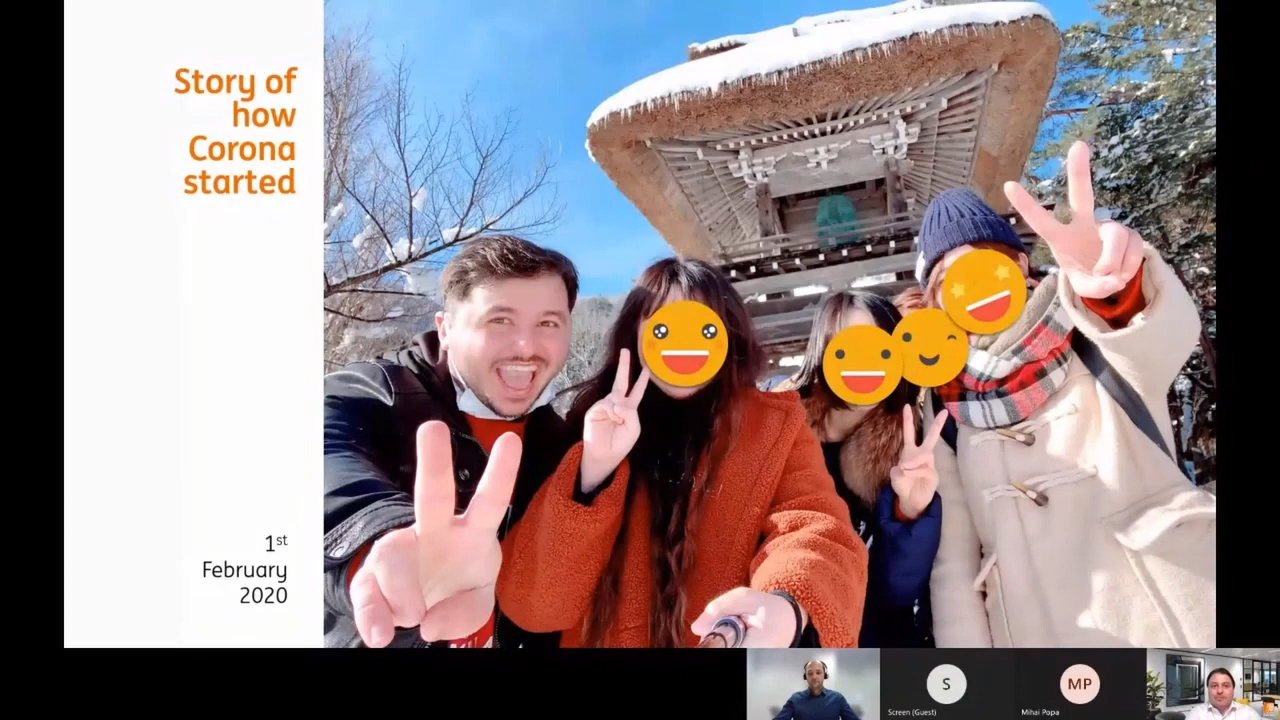 Story of
how
Corona
started
1st
February
2020
S
MP
Screen (Guest)
Mihai Popa